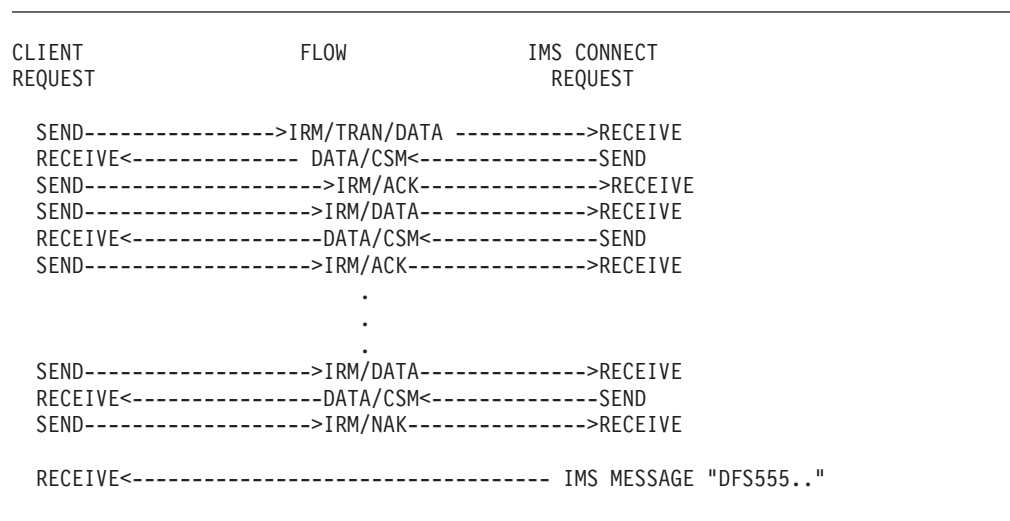 CLIENT                  FLOW                   IMS CONNECT
REQUEST                                          REQUEST
SEND---------------->IRM/TRAN/DATA ----------->RECEIVE
RECEIVE<-------------- DATA/CSM<---------------SEND
SEND-------------------->IRM/ACK--------------->RECEIVE
SEND------------------->IRM/DATA-------------->RECEIVE
RECEIVE<----------------DATA/CSM<--------------SEND
SEND------------------->IRM/ACK--------------->RECEIVE
.
.
.
SEND------------------->IRM/DATA-------------->RECEIVE
RECEIVE<----------------DATA/CSM<--------------SEND
SEND------------------->IRM/NAK--------------->RECEIVE
RECEIVE<----------------------------------- IMS MESSAGE "DFS555.."